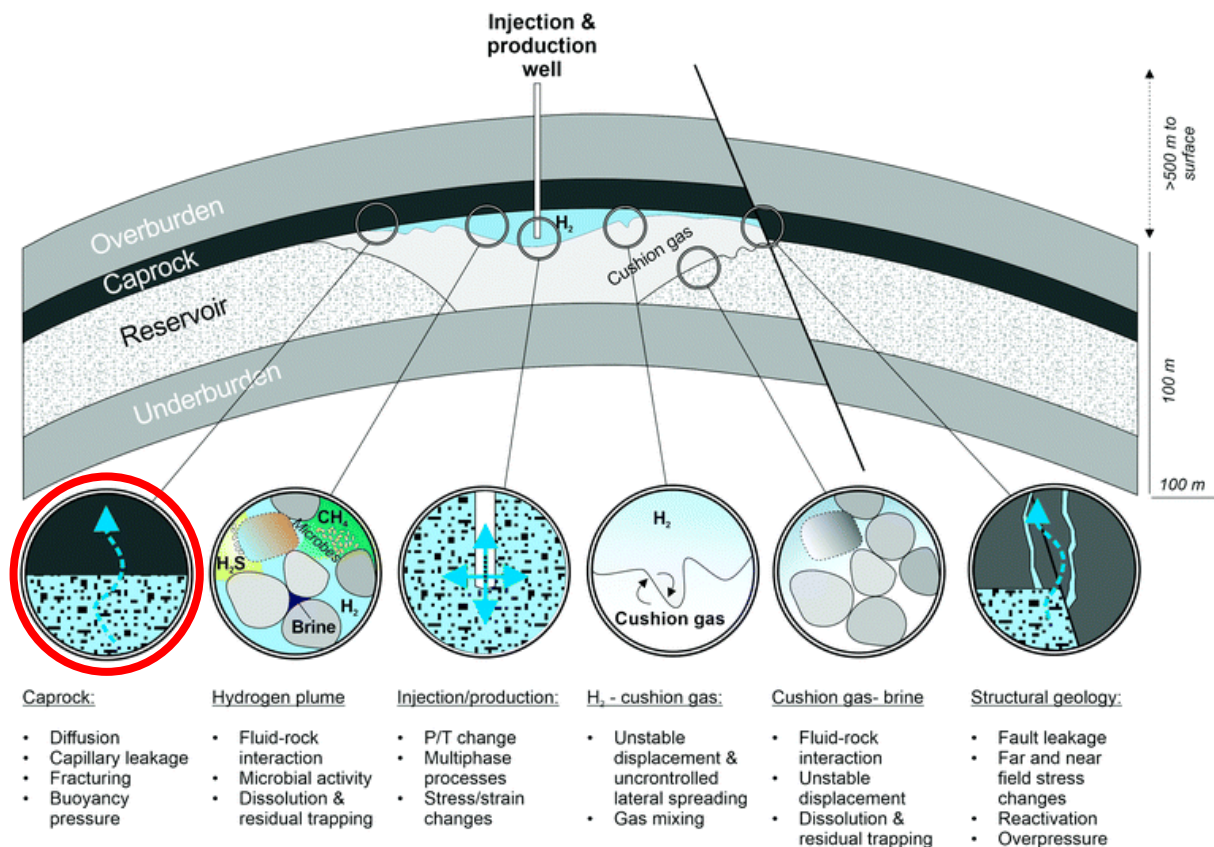 Injection &
production
well
>500 m to
surface
Overburden
H₂
Caprock
Cushion gas
Reservoir
Underburden
100 m
100 m
CH₄
Microbes
H₂S
H₂
Brine
H₂
Cushion gas
Caprock:
• Diffusion
• Capillary leakage
• Fracturing
• Buoyancy
pressure
Hydrogen plume
• Fluid-rock
interaction
• Microbial activity
• Dissolution &
residual trapping
Injection/production:
• P/T change
• Multiphase
processes
• Stress/strain
changes
H₂ - cushion gas:
• Unstable
displacement &
uncrontrolled
lateral spreading
• Gas mixing
Cushion gas- brine
• Fluid-rock
interaction
• Unstable
displacement
• Dissolution &
residual trapping
Structural geology:
• Fault leakage
• Far and near
field stress
changes
• Reactivation
• Overpressure